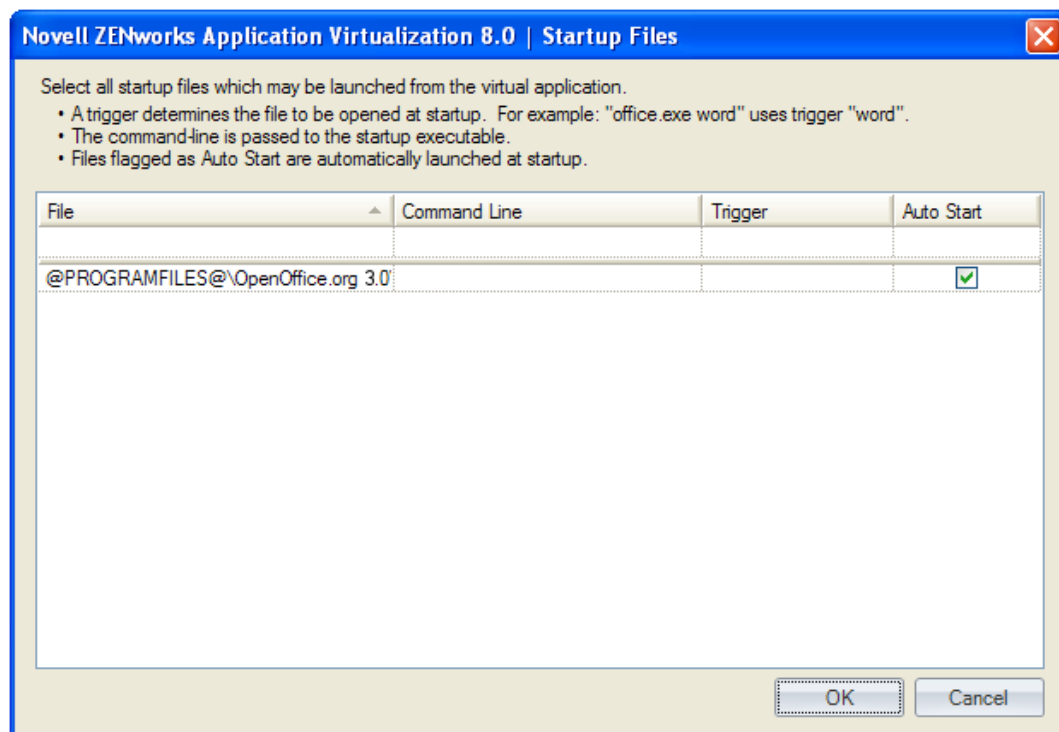 Novell ZENworks Application Virtualization 8.0 | Startup Files
Select all startup files which may be launched from the virtual application.
• A trigger determines the file to be opened at startup. For example: "office.exe word" uses trigger "word".
• The command-line is passed to the startup executable.
• Files flagged as Auto Start are automatically launched at startup.
File Command Line Trigger Auto Start
@PROGRAMFILES@\OpenOffice.org 3.0
OK Cancel